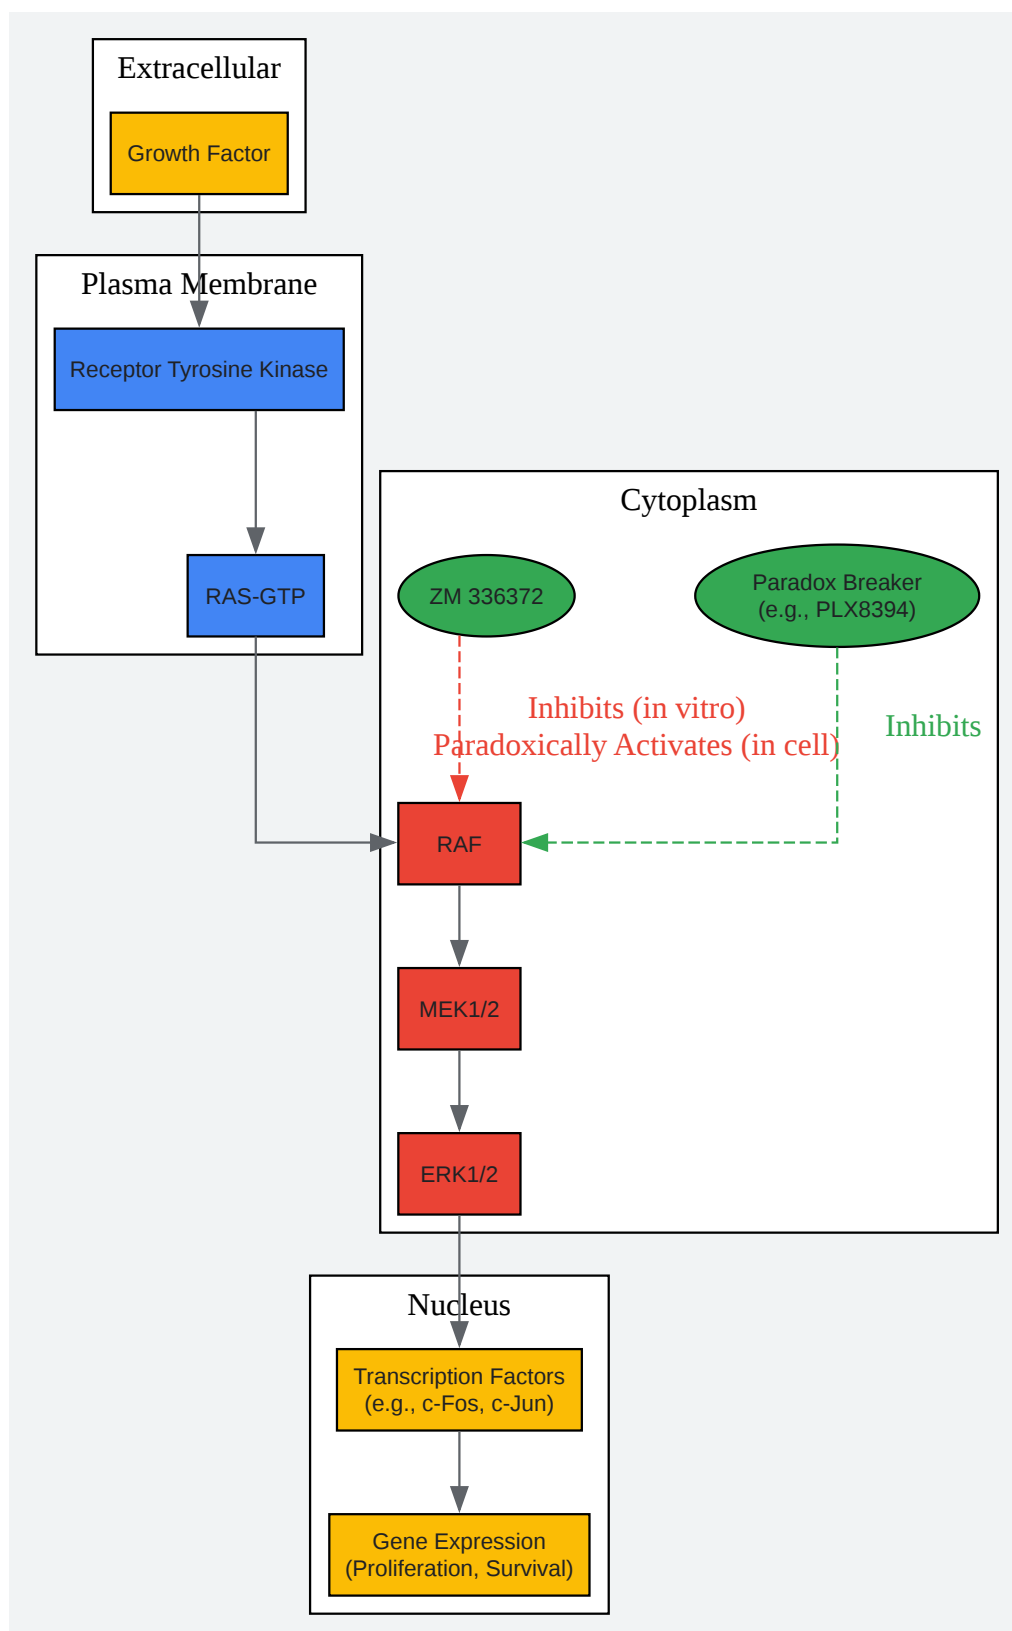 Extracellular
Growth Factor
Plasma Membrane
Receptor Tyrosine Kinase
RAS-GTP
Cytoplasm
ZM 336372
Paradox Breaker
(e.g., PLX8394)
Inhibits (in vitro)
Paradoxically Activates (in cell)
Inhibits
RAF
MEK1/2
ERK1/2
Nucleus
Transcription Factors
(e.g., c-Fos, c-Jun)
Gene Expression
(Proliferation, Survival)